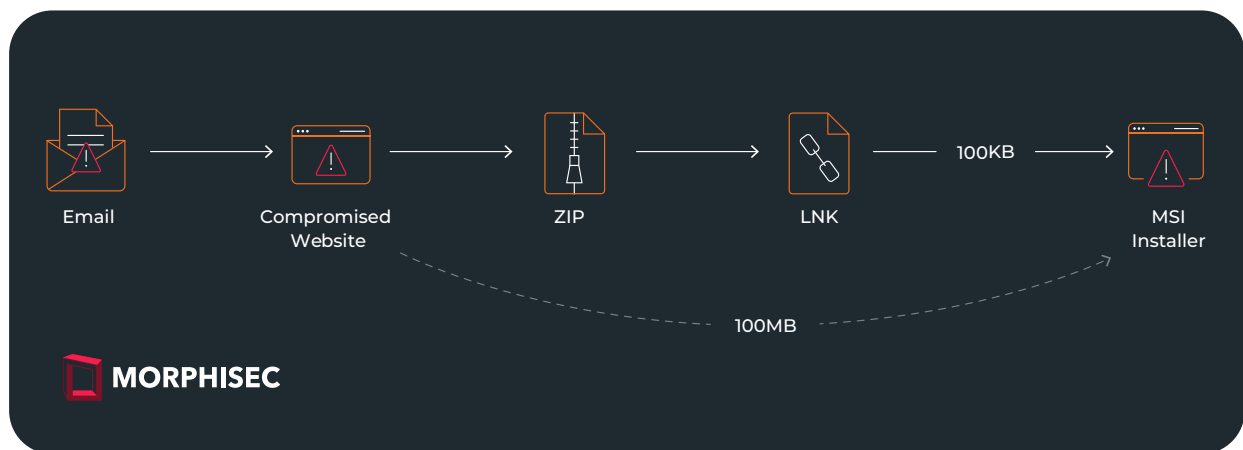 Email
Compromised
Website
ZIP
LNK
100KB
MSI
Installer
100MB
MORPHISEC